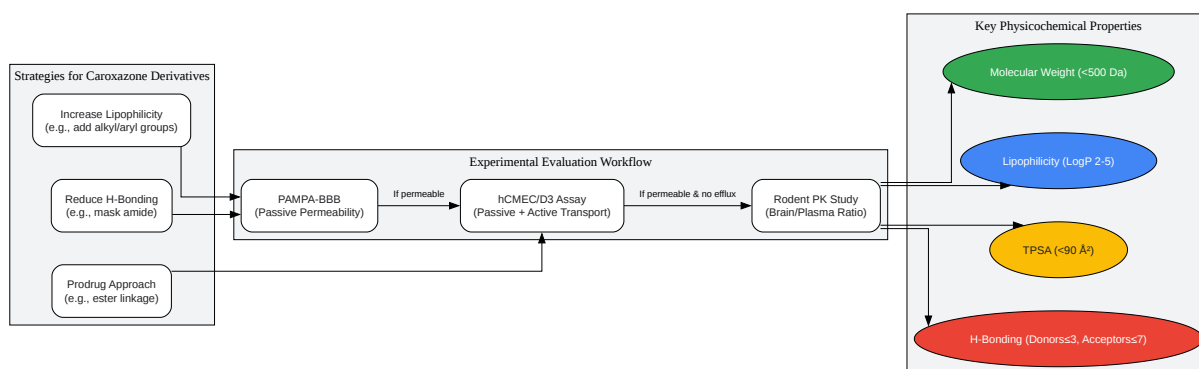 Strategies for Caroxazone Derivatives
Increase Lipophilicity
(e.g., add alkyl/aryl groups)
Reduce H-Bonding
(e.g., mask amide)
Prodrug Approach
(e.g., ester linkage)
Experimental Evaluation Workflow
PAMPA-BBB
(Passive Permeability)
If permeable
hCMEC/D3 Assay
(Passive + Active Transport)
If permeable & no efflux
Rodent PK Study
(Brain/Plasma Ratio)
Key Physicochemical Properties
Molecular Weight (<500 Da)
Lipophilicity (LogP 2-5)
TPSA (<90 Å²)
H-Bonding (Donors≤3, Acceptors≤7)